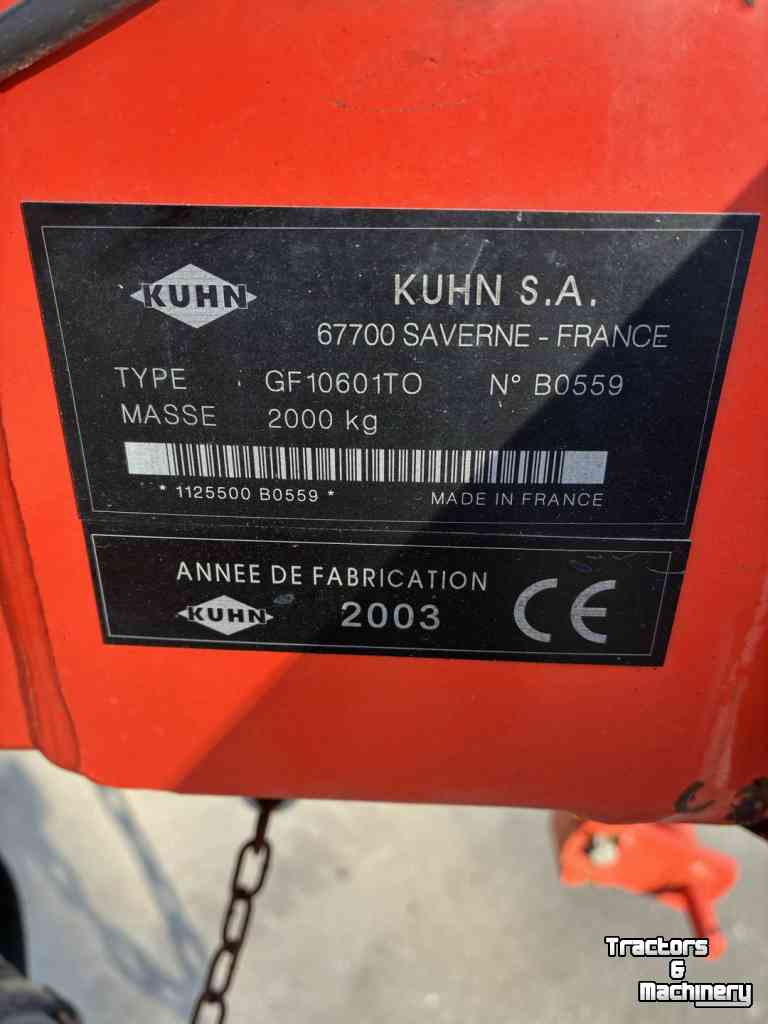 KUHN
KUHN S.A.
67700 SAVERNE - FRANCE
TYPE GF10601TO N° B0559
MASSE 2000 kg
* 1125500 B0559 * MADE IN FRANCE
ANNEE DE FABRICATION
KUHN 2003 CE
Tractors
&
Machinery